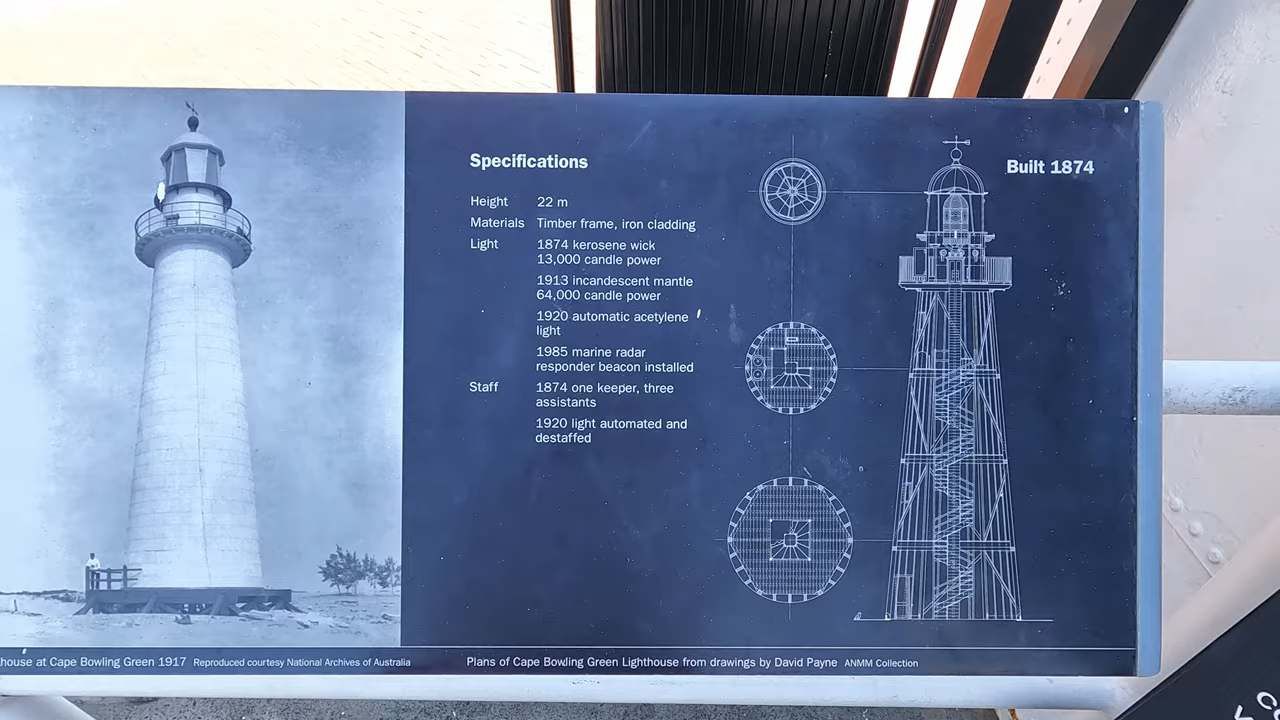 Specifications
Built 1874
Height 22 m
Materials Timber frame, iron cladding
Light 1874 kerosene wick
13,000 candle power
1913 incandescent mantle
64,000 candle power
1920 automatic acetylene
light
1985 marine radar
responder beacon installed
Staff 1874 one keeper, three
assistants
1920 light automated and
destaffed
house at Cape Bowling Green 1917 Reproduced courtesy National Archives of Australia
Plans of Cape Bowling Green Lighthouse from drawings by David Payne ANMM Collection